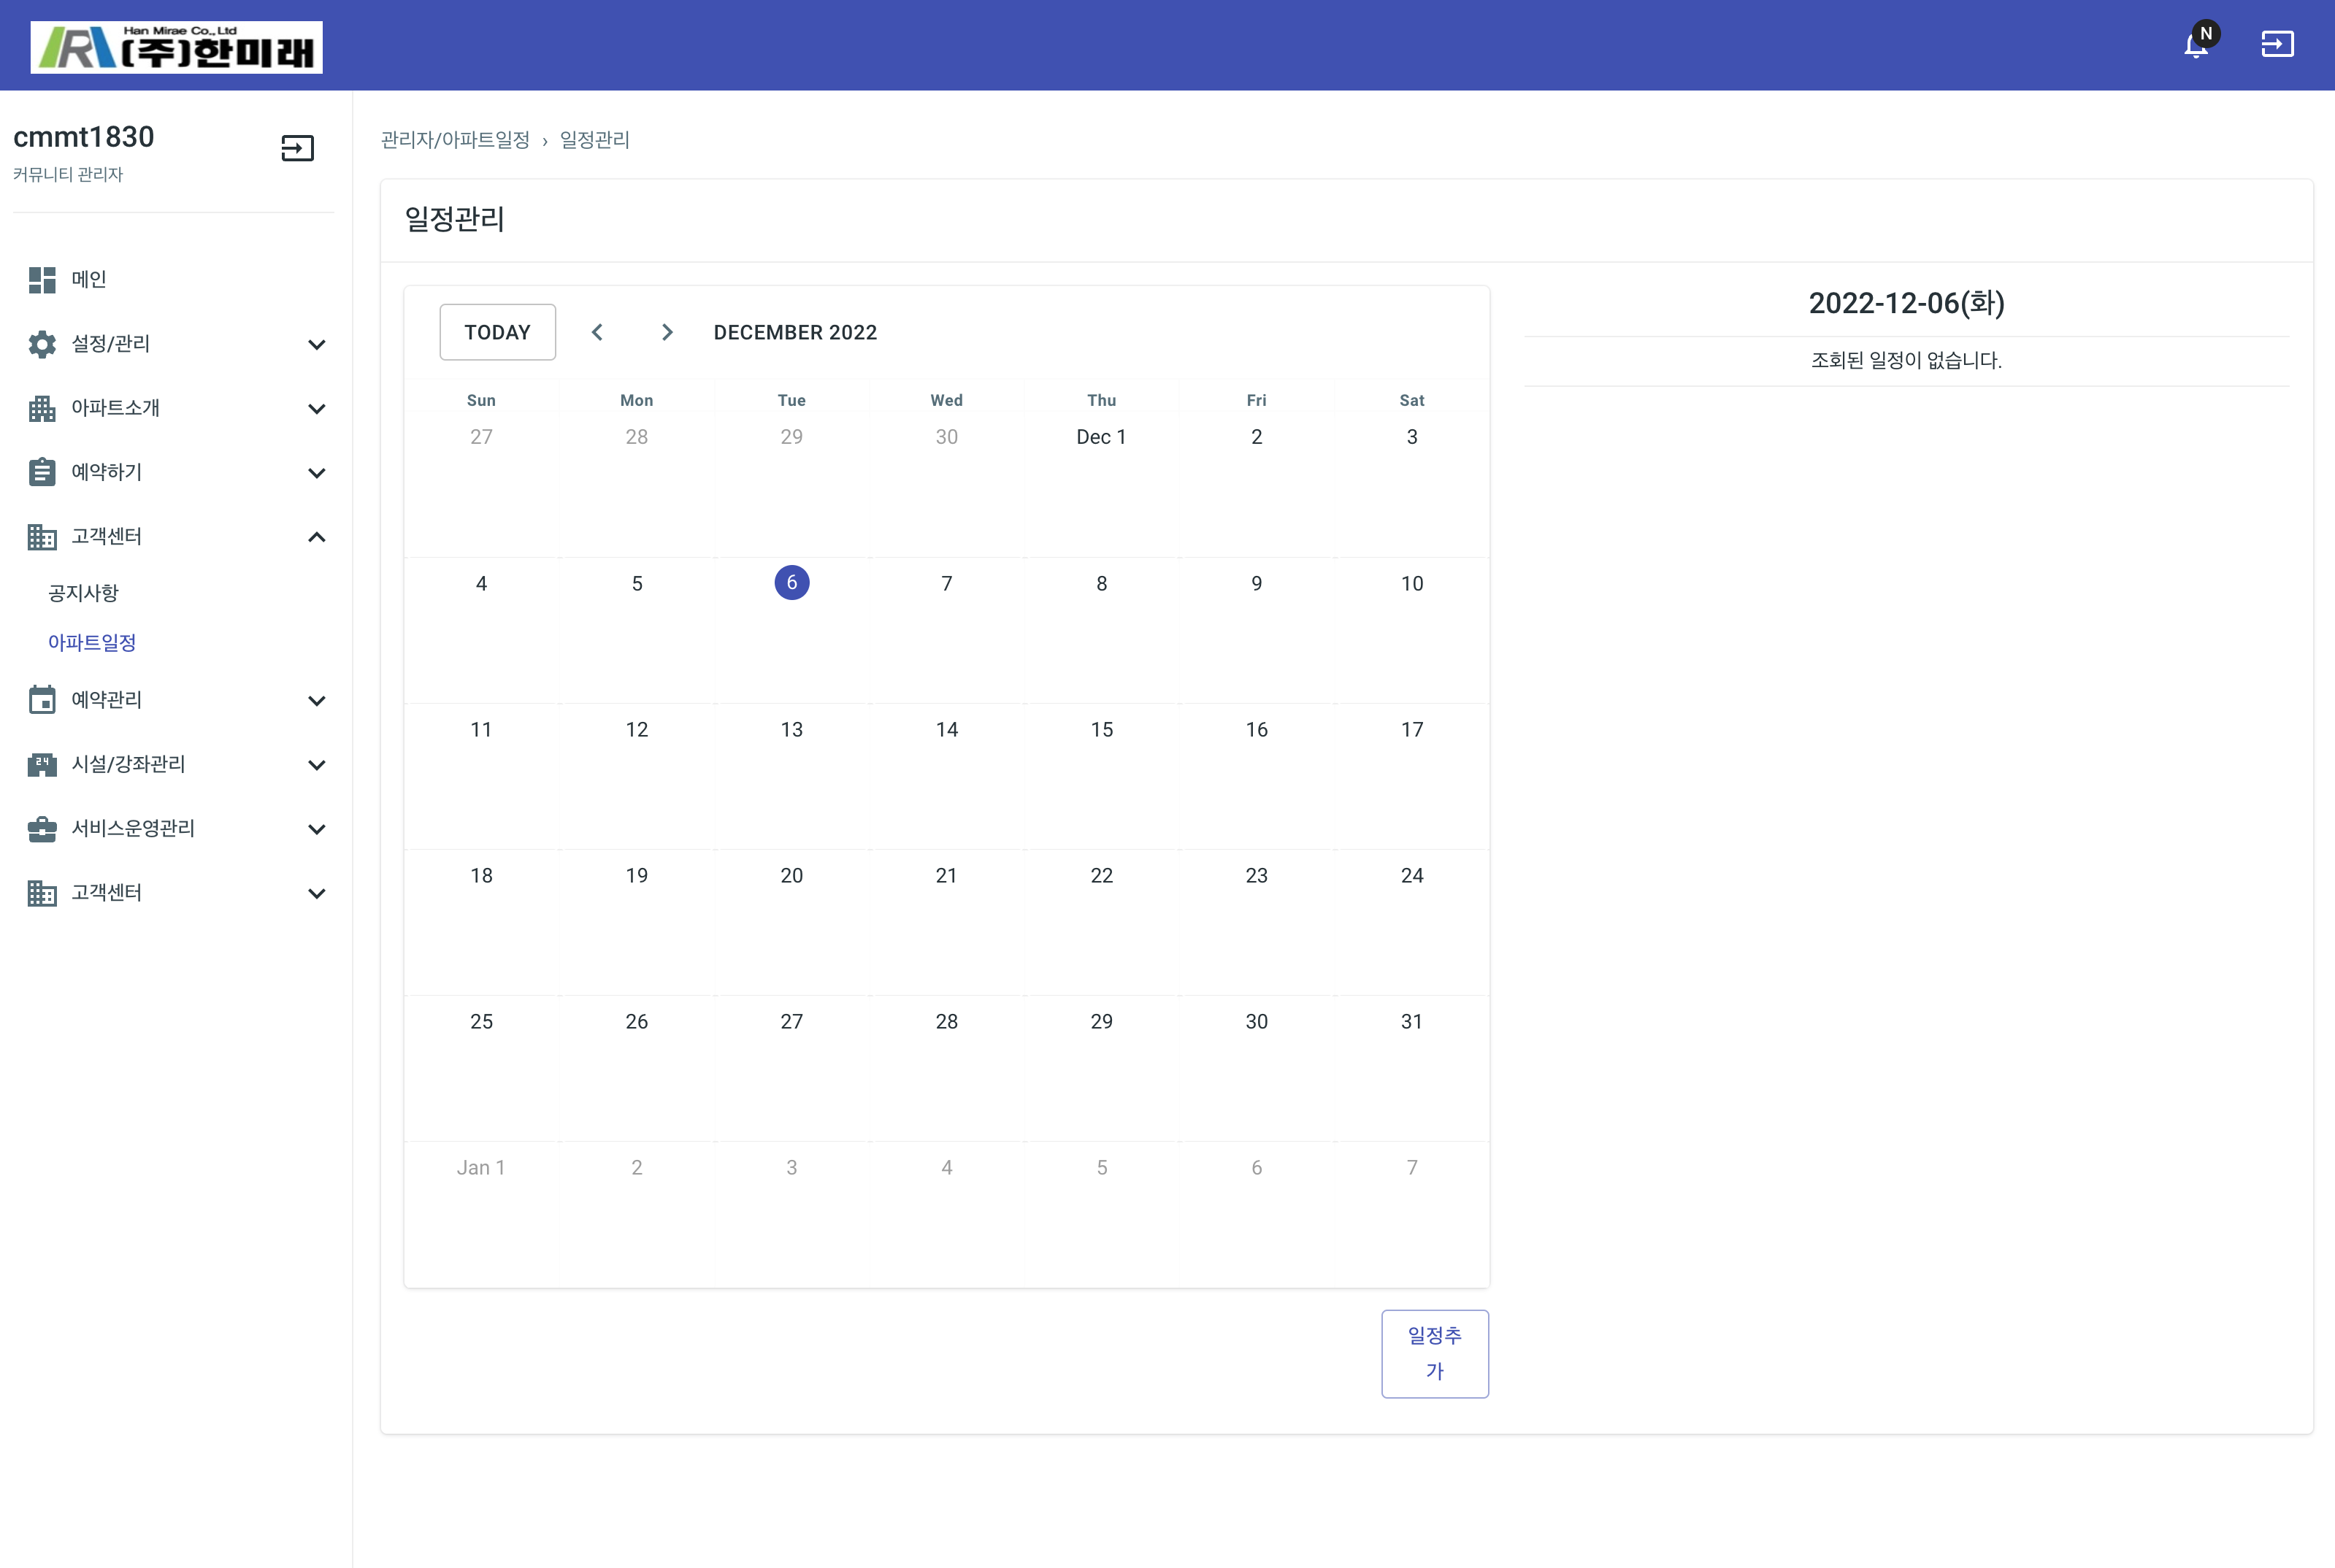 Han Mirae Co., Ltd
(주)한미래
N
cmmt1830
커뮤니티 관리자
메인
설정/관리
아파트소개
예약하기
고객센터
공지사항
아파트일정
예약관리
24
시설/강좌관리
서비스운영관리
고객센터
관리자/아파트일정 › 일정관리
일정관리
TODAY DECEMBER 2022
Sun Mon Tue Wed Thu Fri Sat
27 28 29 30 Dec 1 2 3
4 5 6 7 8 9 10
11 12 13 14 15 16 17
18 19 20 21 22 23 24
25 26 27 28 29 30 31
Jan 1 2 3 4 5 6 7
일정추
가
2022-12-06(화)
조회된 일정이 없습니다.